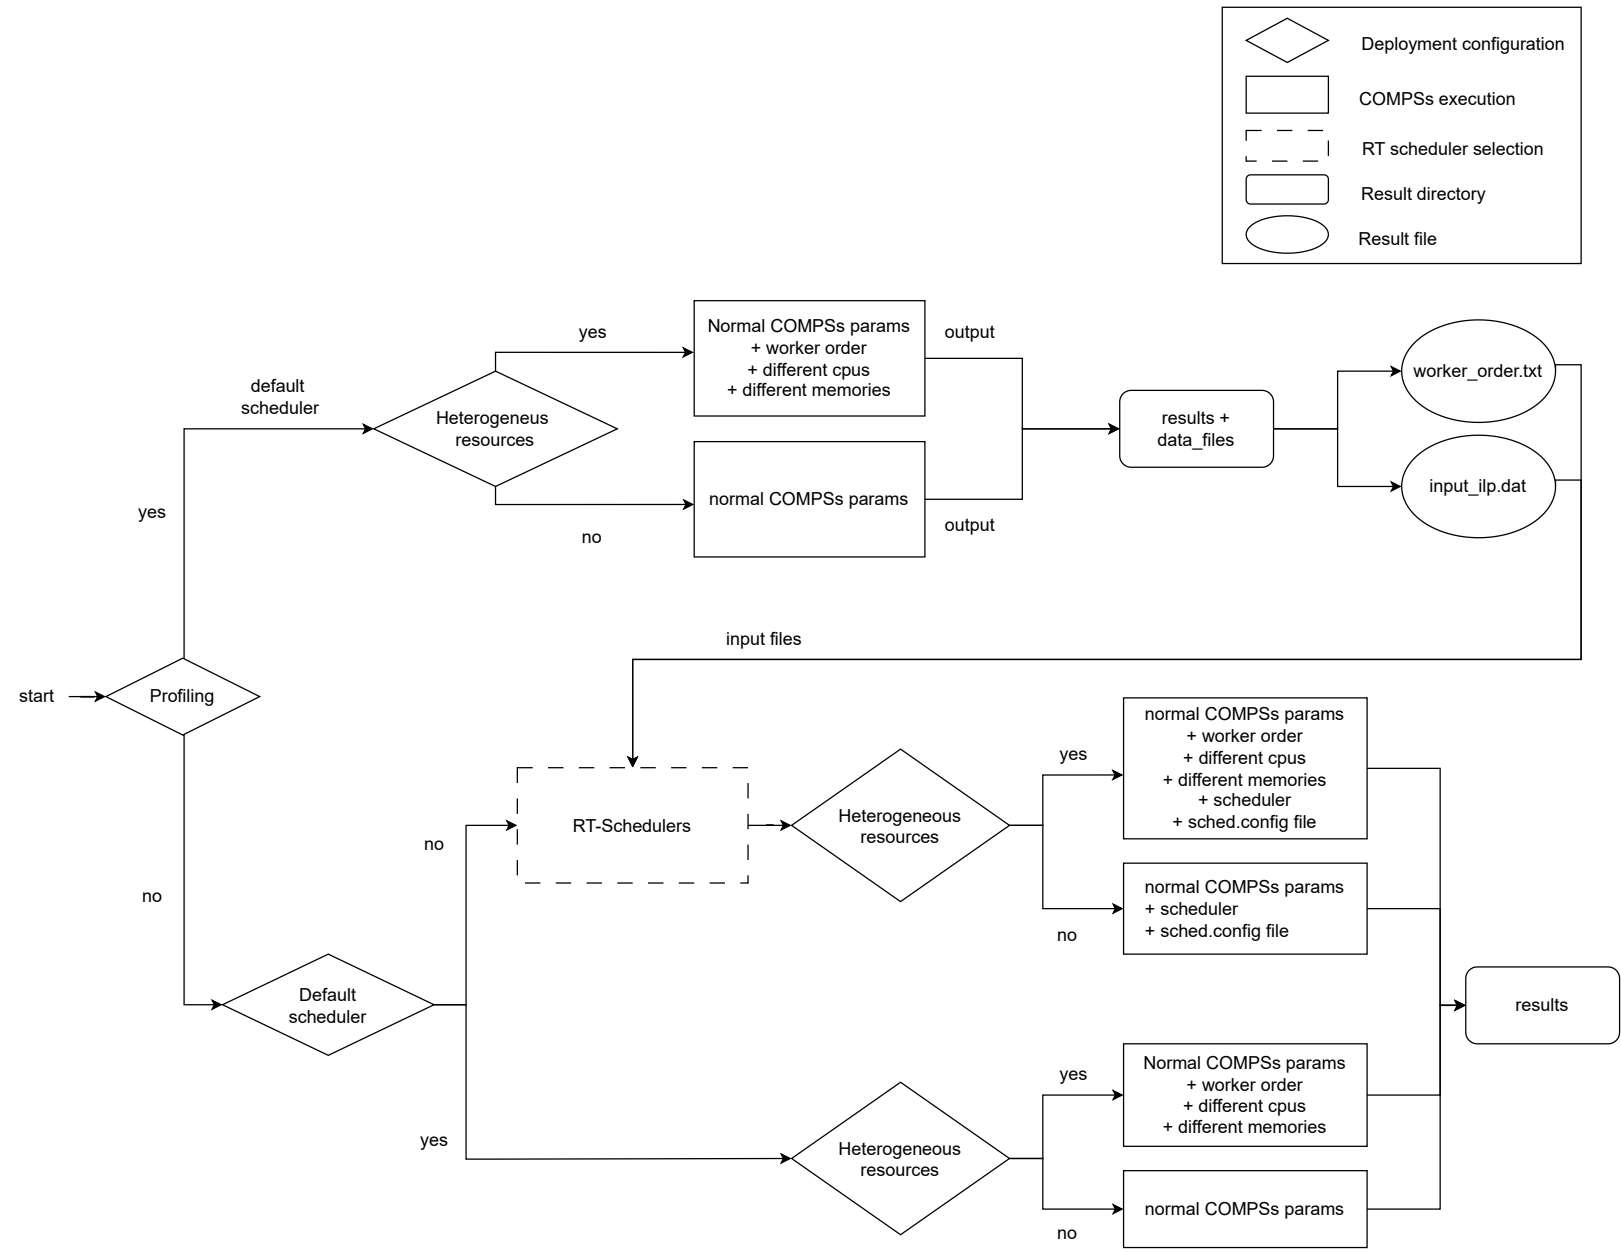 Deployment configuration
COMPSs execution
RT scheduler selection
Result directory
Result file
yes
Normal COMPSs params
+ worker order
+ different cpus
+ different memories
output
default
scheduler
Heterogeneus
resources
worker_order.txt
results +
data_files
normal COMPSs params
input_ilp.dat
yes
no
output
input files
start
Profiling
no
RT-Schedulers
Heterogeneous
resources
yes
normal COMPSs params
+ worker order
+ different cpus
+ different memories
+ scheduler
+ sched.config file
no
normal COMPSs params
+ scheduler
+ sched.config file
no
Default
scheduler
results
yes
Heterogeneous
resources
yes
Normal COMPSs params
+ worker order
+ different cpus
+ different memories
no
normal COMPSs params